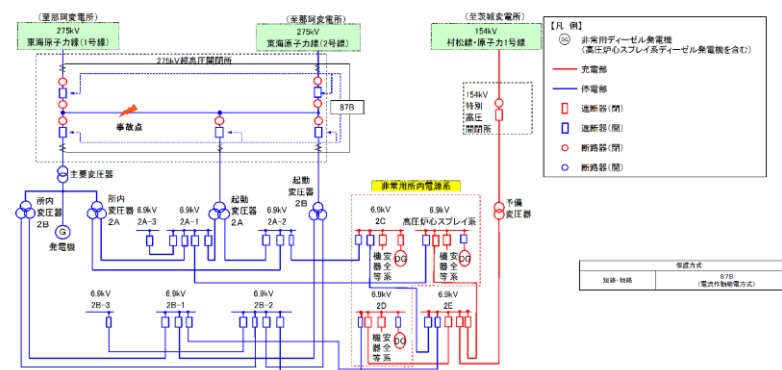 (至那珂変電所)
275kV
東海原子力線(1号線)
(至那珂変電所)
275kV
東海原子力線(2号線)
(至茨城変電所)
154kV
村松線・原子力1号線
275kV超高圧開閉所
87B
事故点
154kV
特別
高圧
開閉所
主要変圧器
所内
変圧器
2B
所内
変圧器
2A
起動
変圧器
2A
起動
変圧器
2B
予備
変圧器
G
発電機
非常用所内電源系
6.9kV
2A-3
6.9kV
2A-1
6.9kV
2A-2
6.9kV
2C
6.9kV
高圧炉心スプレイ系
安全系
機器等
DG
安全系
機器等
DG
6.9kV
2B-3
6.9kV
2B-1
6.9kV
2B-2
6.9kV
2D
6.9kV
2E
安全系
機器等
DG
【凡 例】
DG
非常用ディーゼル発電機
(高圧炉心スプレイ系ディーゼル発電機を含む)
充電部
停電部
遮断器(閉)
遮断器(開)
断路器(閉)
断路器(開)
保護方式
短絡・地絡
87B
(電流作動継電方式)